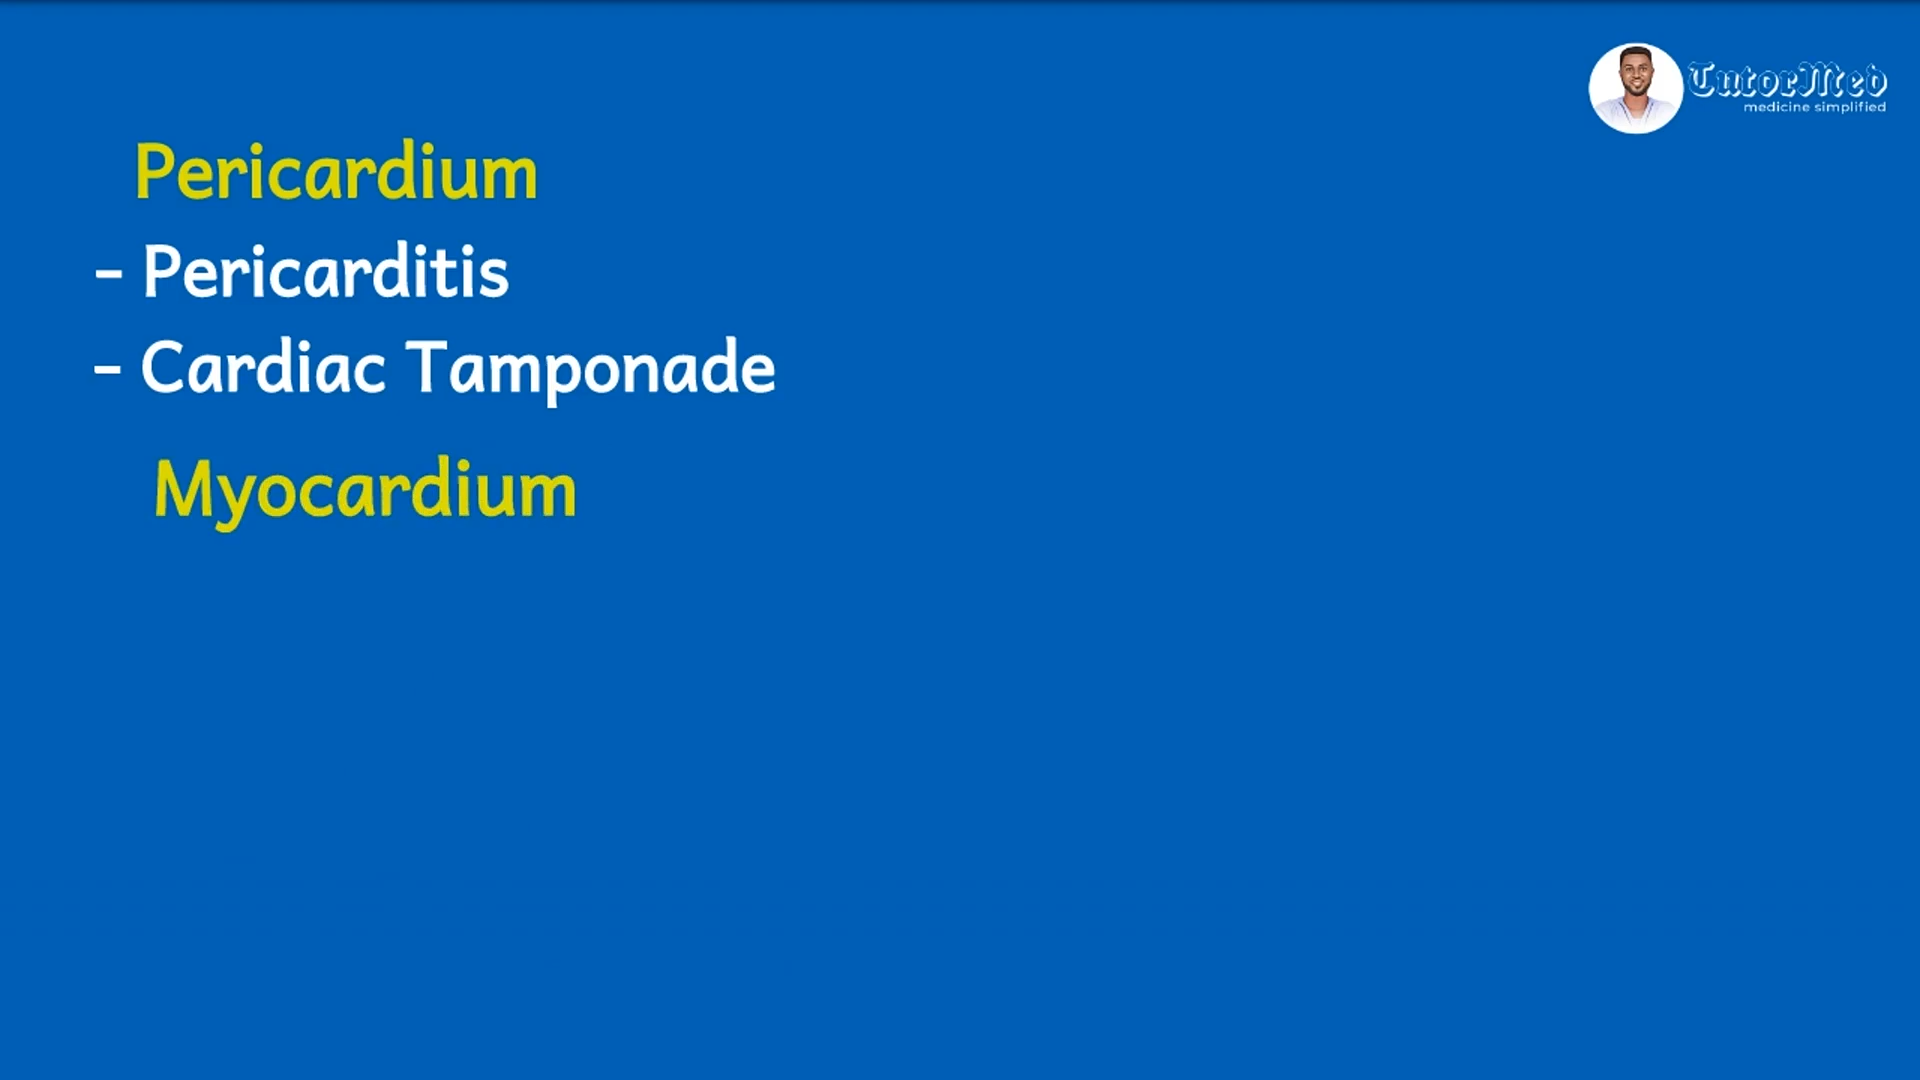 TutorMed
medicine simplified
Pericardium
- Pericarditis
- Cardiac Tamponade
Myocardium